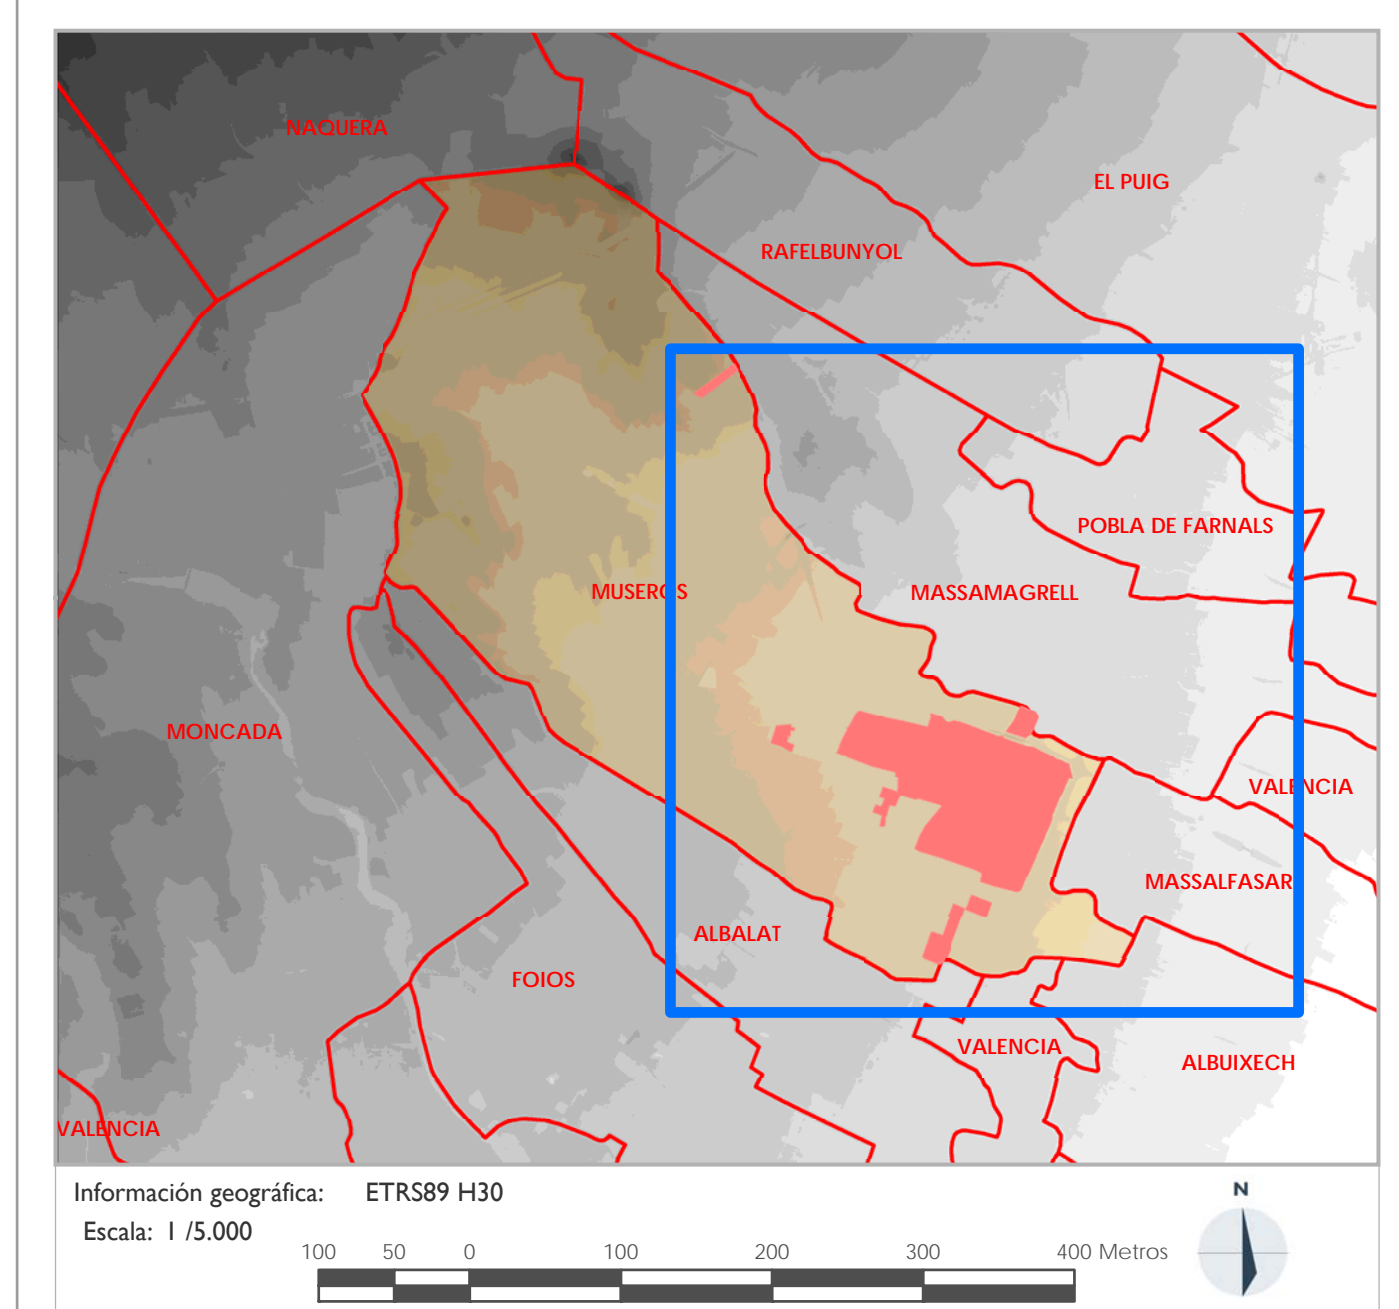 NAQUERA
EL PUIG
RAFELBUNYOL
POBLA DE FARNALS
MUSEROS
MASSAMAGRELL
MONCADA
VALENCIA
MASSALFASAR
ALBALAT
FOIOS
VALENCIA
ALBUIXECH
VALENCIA
Información geográfica: ETRS89 H30
Escala: 1 /5.000
N
100 50 0 100 200 300 400 Metros